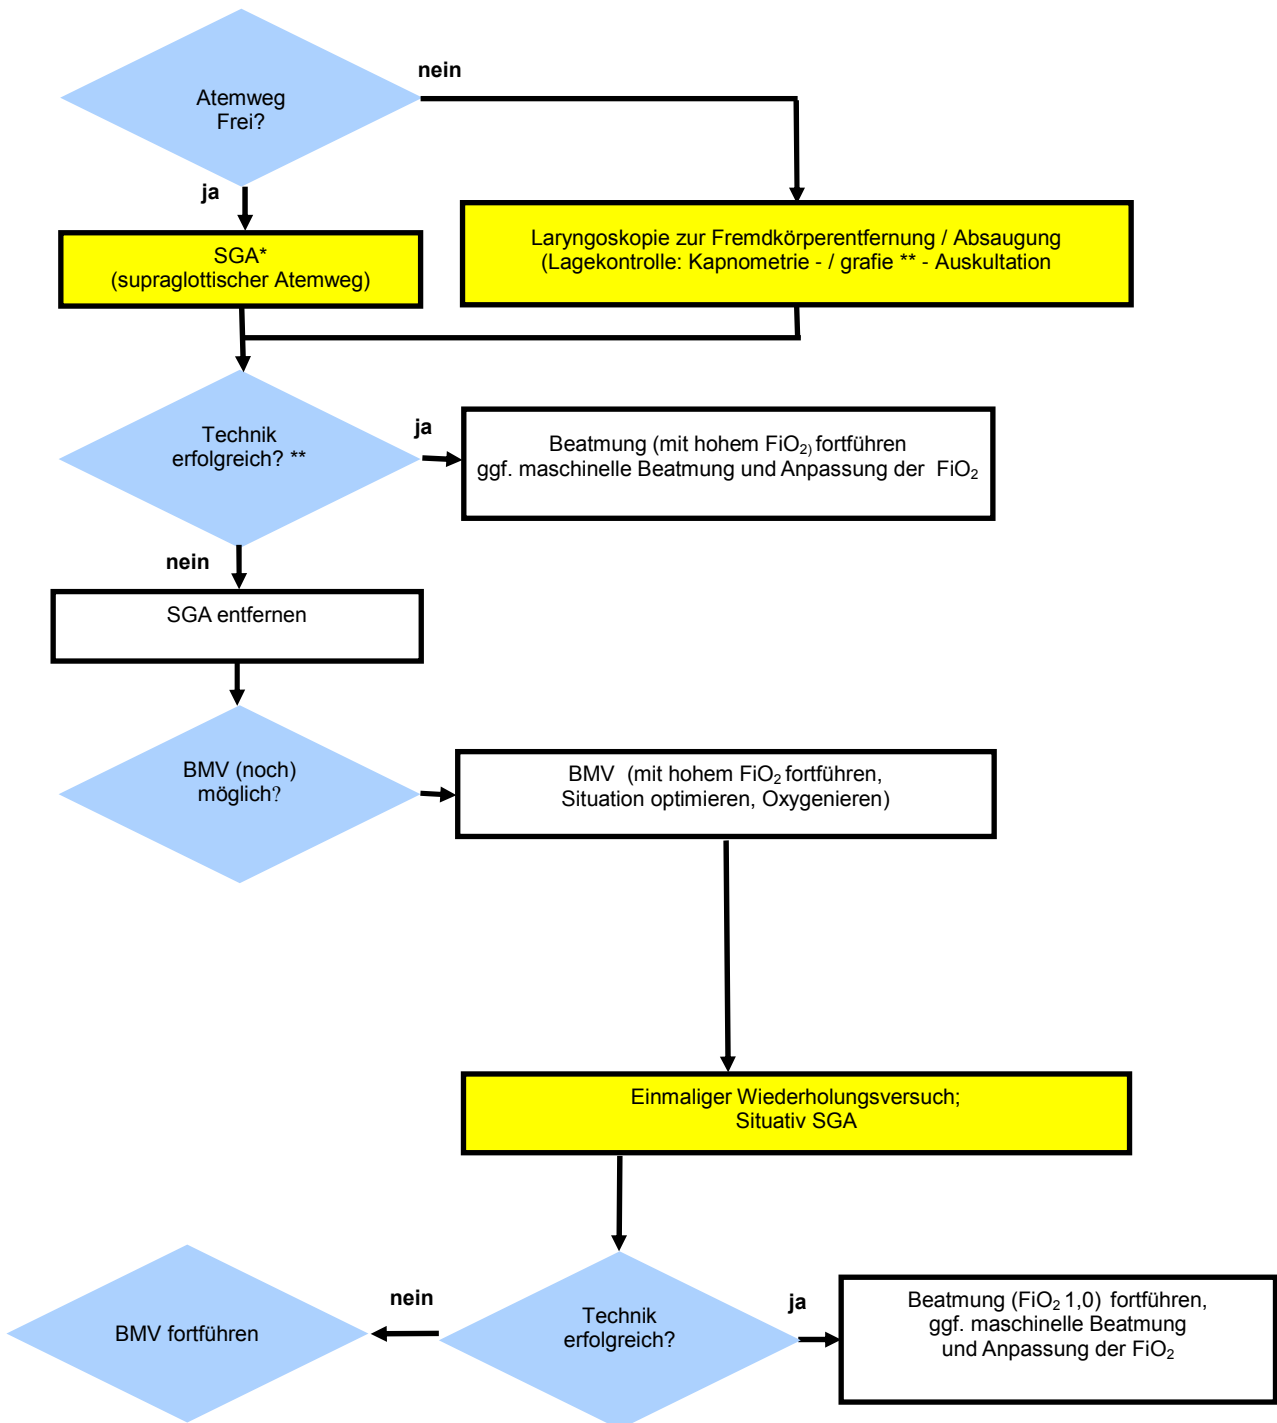 nein
Atemweg
Frei?
ja
SGA*
(supraglottischer Atemweg)
Laryngoskopie zur Fremdkörperentfernung / Absaugung
(Lagekontrolle: Kapnometrie - / grafie ** - Auskultation
Technik
erfolgreich? **
ja
Beatmung (mit hohem FiO₂) fortführen
ggf. maschinelle Beatmung und Anpassung der FiO₂
nein
SGA entfernen
BMV (noch)
möglich?
BMV (mit hohem FiO₂ fortführen,
Situation optimieren, Oxygenieren)
Einmaliger Wiederholungsversuch;
Situativ SGA
Technik
erfolgreich?
nein
BMV fortführen
ja
Beatmung (FiO₂ 1,0) fortführen,
ggf. maschinelle Beatmung
und Anpassung der FiO₂